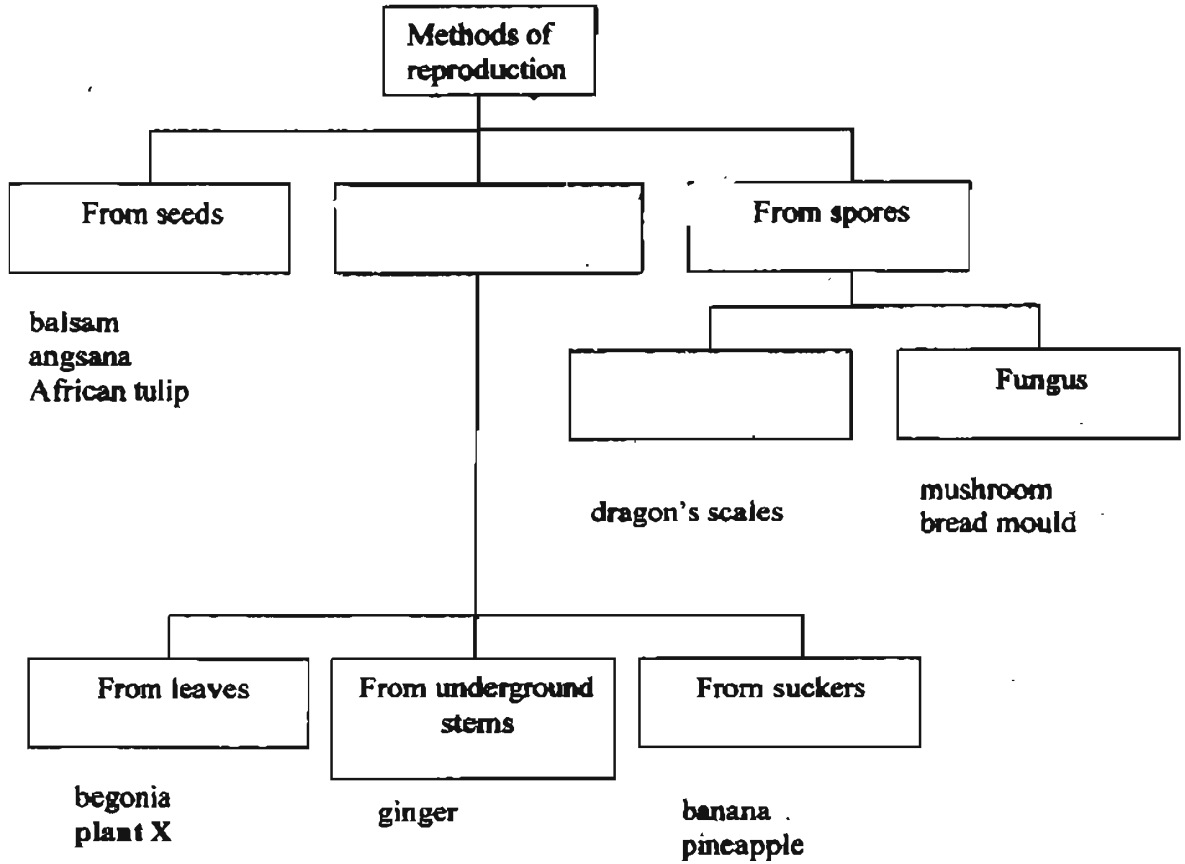 Methods of
reproduction
From seeds
From spores
balsam
angsana
African tulip
Fungus
dragon's scales
mushroom
bread mould
From leaves
From underground
stems
From suckers
begonia
plant X
ginger
banana
pineapple